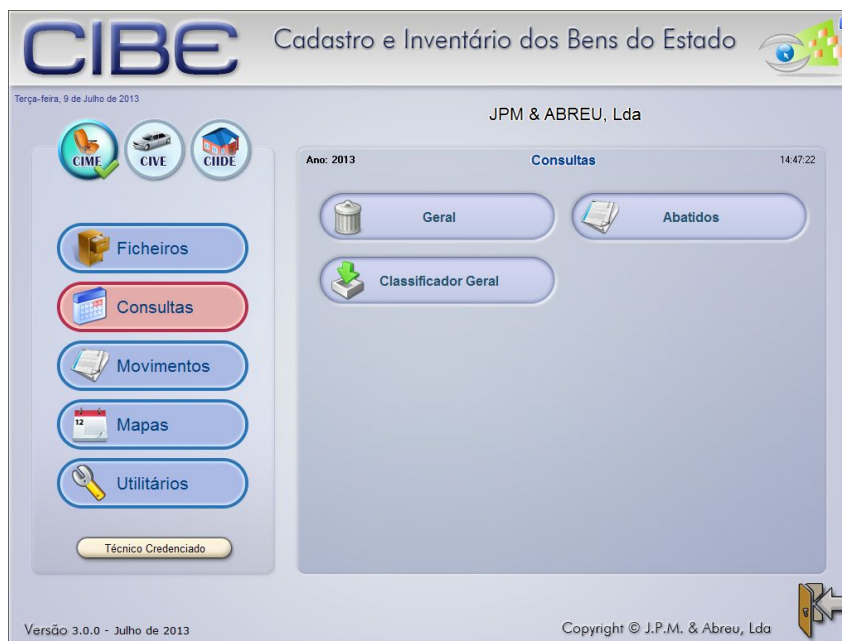 CIBE
Cadastro e Inventário dos Bens do Estado
Terça-feira, 9 de Julho de 2013
JPM & ABREU, Lda
CIME
CIVE
CIIDE
Ano: 2013
Consultas
14:47:22
Geral
Abatidos
Classificador Geral
Ficheiros
Consultas
Movimentos
12
Mapas
Utilitários
Técnico Credenciado
Versão 3.0.0 - Julho de 2013
Copyright © J.P.M. & Abreu, Lda